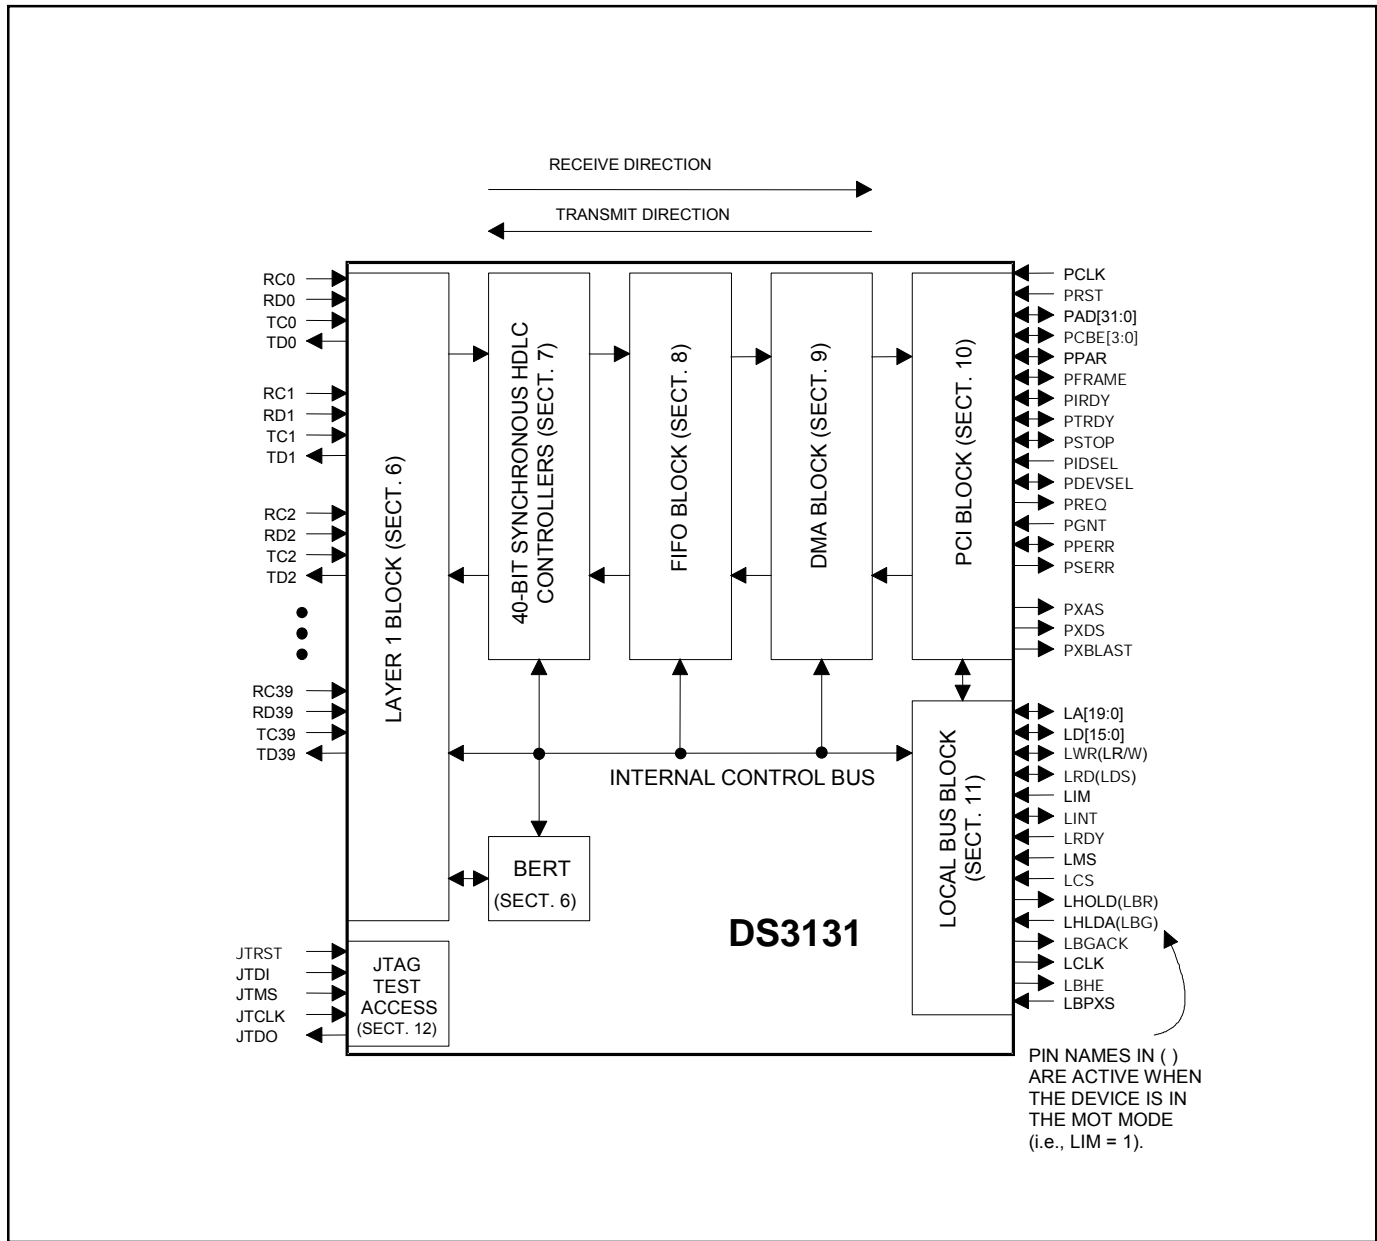 RECEIVE DIRECTION
TRANSMIT DIRECTION
RC0
RD0
TC0
TD0
RC1
RD1
TC1
TD1
RC2
RD2
TC2
TD2
RC39
RD39
TC39
TD39
JTRST
JTDI
JTMS
JTCLK
JTDO
LAYER 1 BLOCK (SECT. 6)
40-BIT SYNCHRONOUS HDLC
CONTROLLERS (SECT. 7)
FIFO BLOCK (SECT. 8)
DMA BLOCK (SECT. 9)
PCI BLOCK (SECT. 10)
INTERNAL CONTROL BUS
BERT
(SECT. 6)
LOCAL BUS BLOCK
(SECT. 11)
DS3131
JTAG
TEST
ACCESS
(SECT. 12)
PCLK
PRST
PAD[31:0]
PCBE[3:0]
PPAR
PFRAME
PIRDY
PTRDY
PSTOP
PIDSEL
PDEVSEL
PREQ
PGNT
PPERR
PSERR
PXAS
PXDS
PXBLAST
LA[19:0]
LD[15:0]
LWR(LR/W)
LRD(LDS)
LIM
LINT
LRDY
LMS
LCS
LHOLD(LBR)
LHLDA(LBG)
LBGACK
LCLK
LBHE
LBPXS
PIN NAMES IN ( )
ARE ACTIVE WHEN
THE DEVICE IS IN
THE MOT MODE
(i.e., LIM = 1).